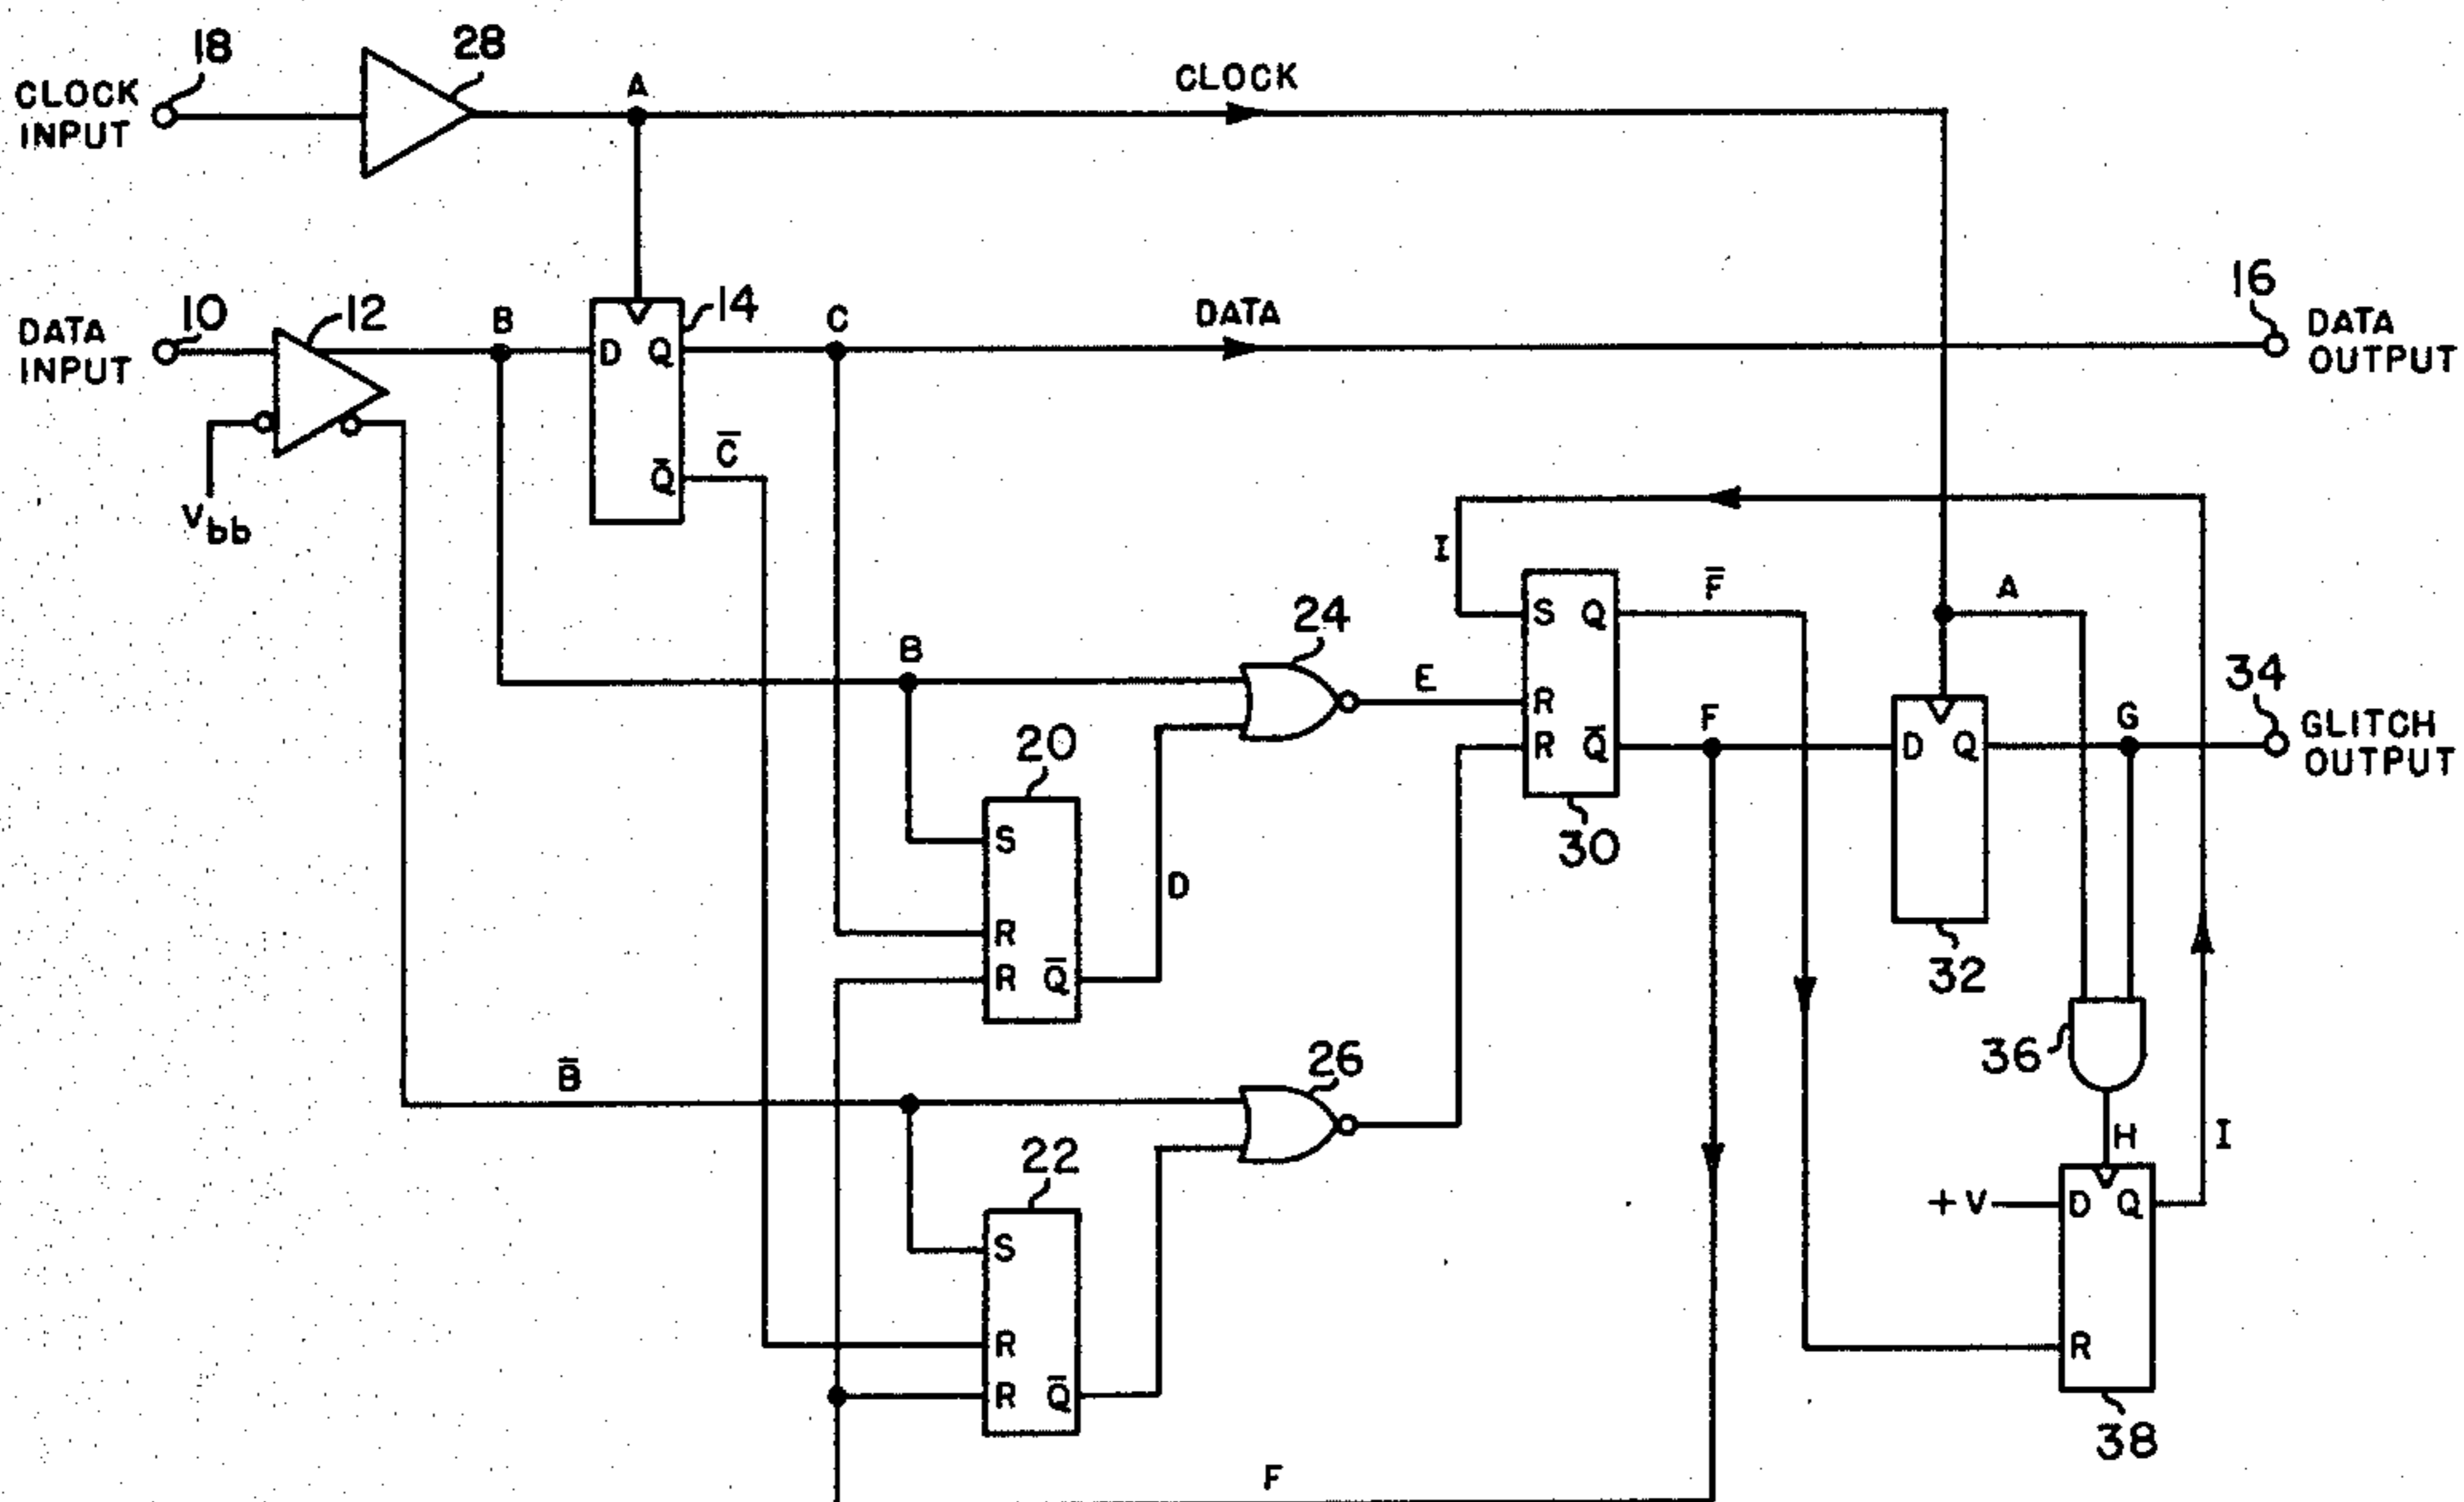 18
28
CLOCK
INPUT
A
CLOCK
10
12
DATA
INPUT
B
14
C
DATA
16
DATA
OUTPUT
D Q
C̅
Q̅
Vbb
I
S Q
F̅
A
24
B
E
R
F
34
GLITCH
OUTPUT
R Q̅
D Q
G
20
30
S
D
R
R Q̅
32
36
26
B̅
H
I
22
+V
D Q
S
R
R
R Q̅
38
F